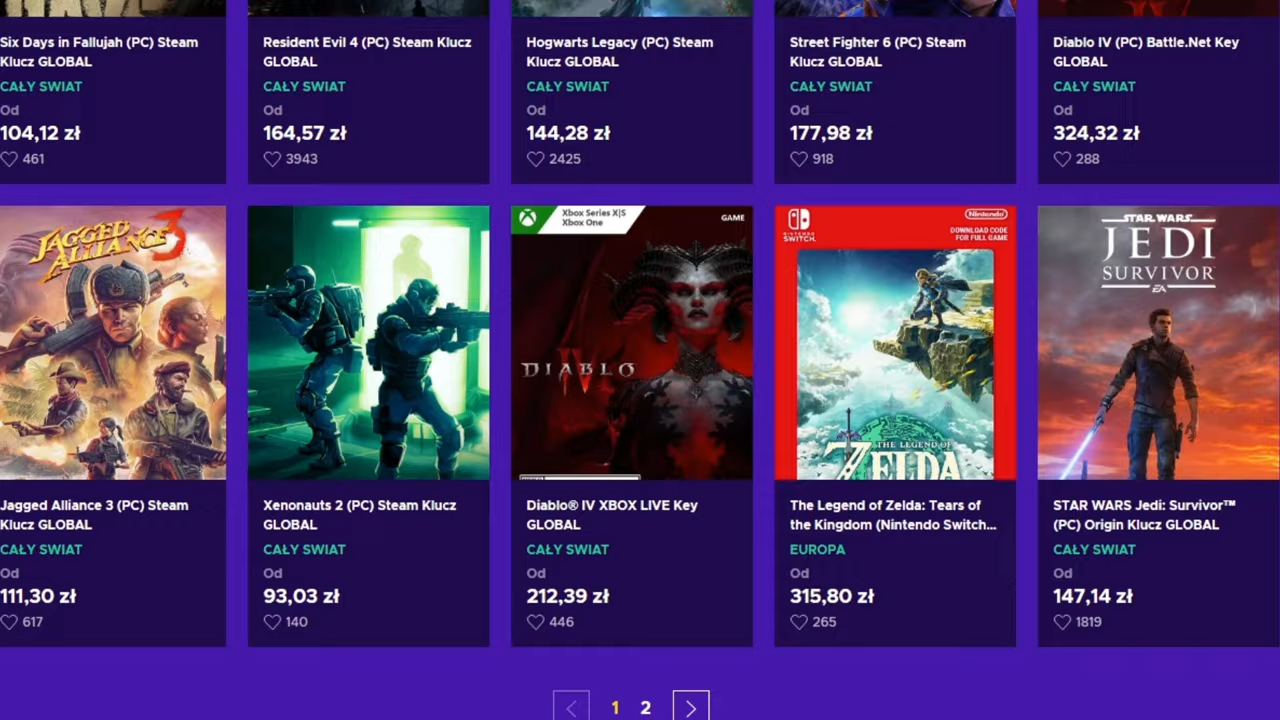 Six Days in Fallujah (PC) Steam
Klucz GLOBAL
CAŁY SWIAT
Od
104,12 zł
461
Resident Evil 4 (PC) Steam Klucz
GLOBAL
CAŁY SWIAT
Od
164,57 zł
3943
Hogwarts Legacy (PC) Steam
Klucz GLOBAL
CAŁY SWIAT
Od
144,28 zł
2425
Street Fighter 6 (PC) Steam
Klucz GLOBAL
CAŁY SWIAT
Od
177,98 zł
918
Diablo IV (PC) Battle.Net Key
GLOBAL
CAŁY SWIAT
Od
324,32 zł
288
JAGGED
ALLIANCE 3
Jagged Alliance 3 (PC) Steam
Klucz GLOBAL
CAŁY SWIAT
Od
111,30 zł
617
Xenonauts 2 (PC) Steam Klucz
GLOBAL
CAŁY SWIAT
Od
93,03 zł
140
Xbox Series X|S
Xbox One
GAME
DIABLO
IV
Diablo® IV XBOX LIVE Key
GLOBAL
CAŁY SWIAT
Od
212,39 zł
446
NINTENDO
SWITCH.
Nintendo
DOWNLOAD CODE
FOR FULL GAME
THE LEGEND OF
ZELDA
The Legend of Zelda: Tears of
the Kingdom (Nintendo Switch...
EUROPA
Od
315,80 zł
265
STAR WARS
JEDI
SURVIVOR
EA
STAR WARS Jedi: Survivor™
(PC) Origin Klucz GLOBAL
CAŁY SWIAT
Od
147,14 zł
1819
1 2